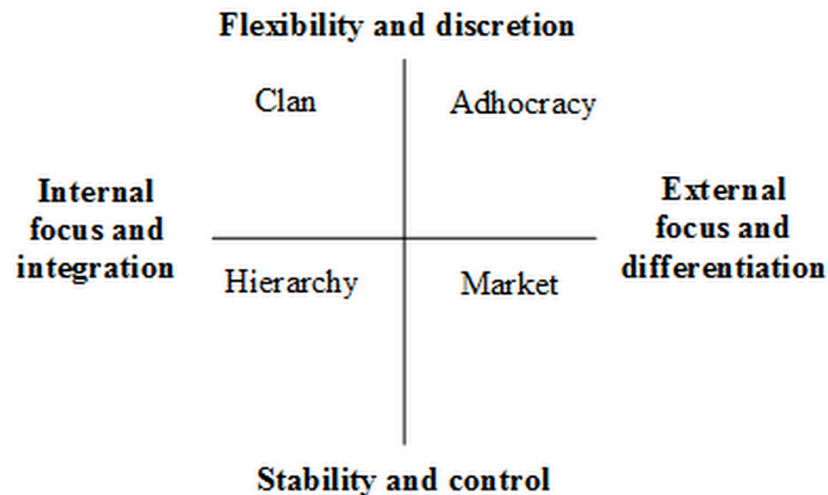 Flexibility and discretion
Clan
Adhocracy
Internal
focus and
integration
External
focus and
differentiation
Hierarchy
Market
Stability and control